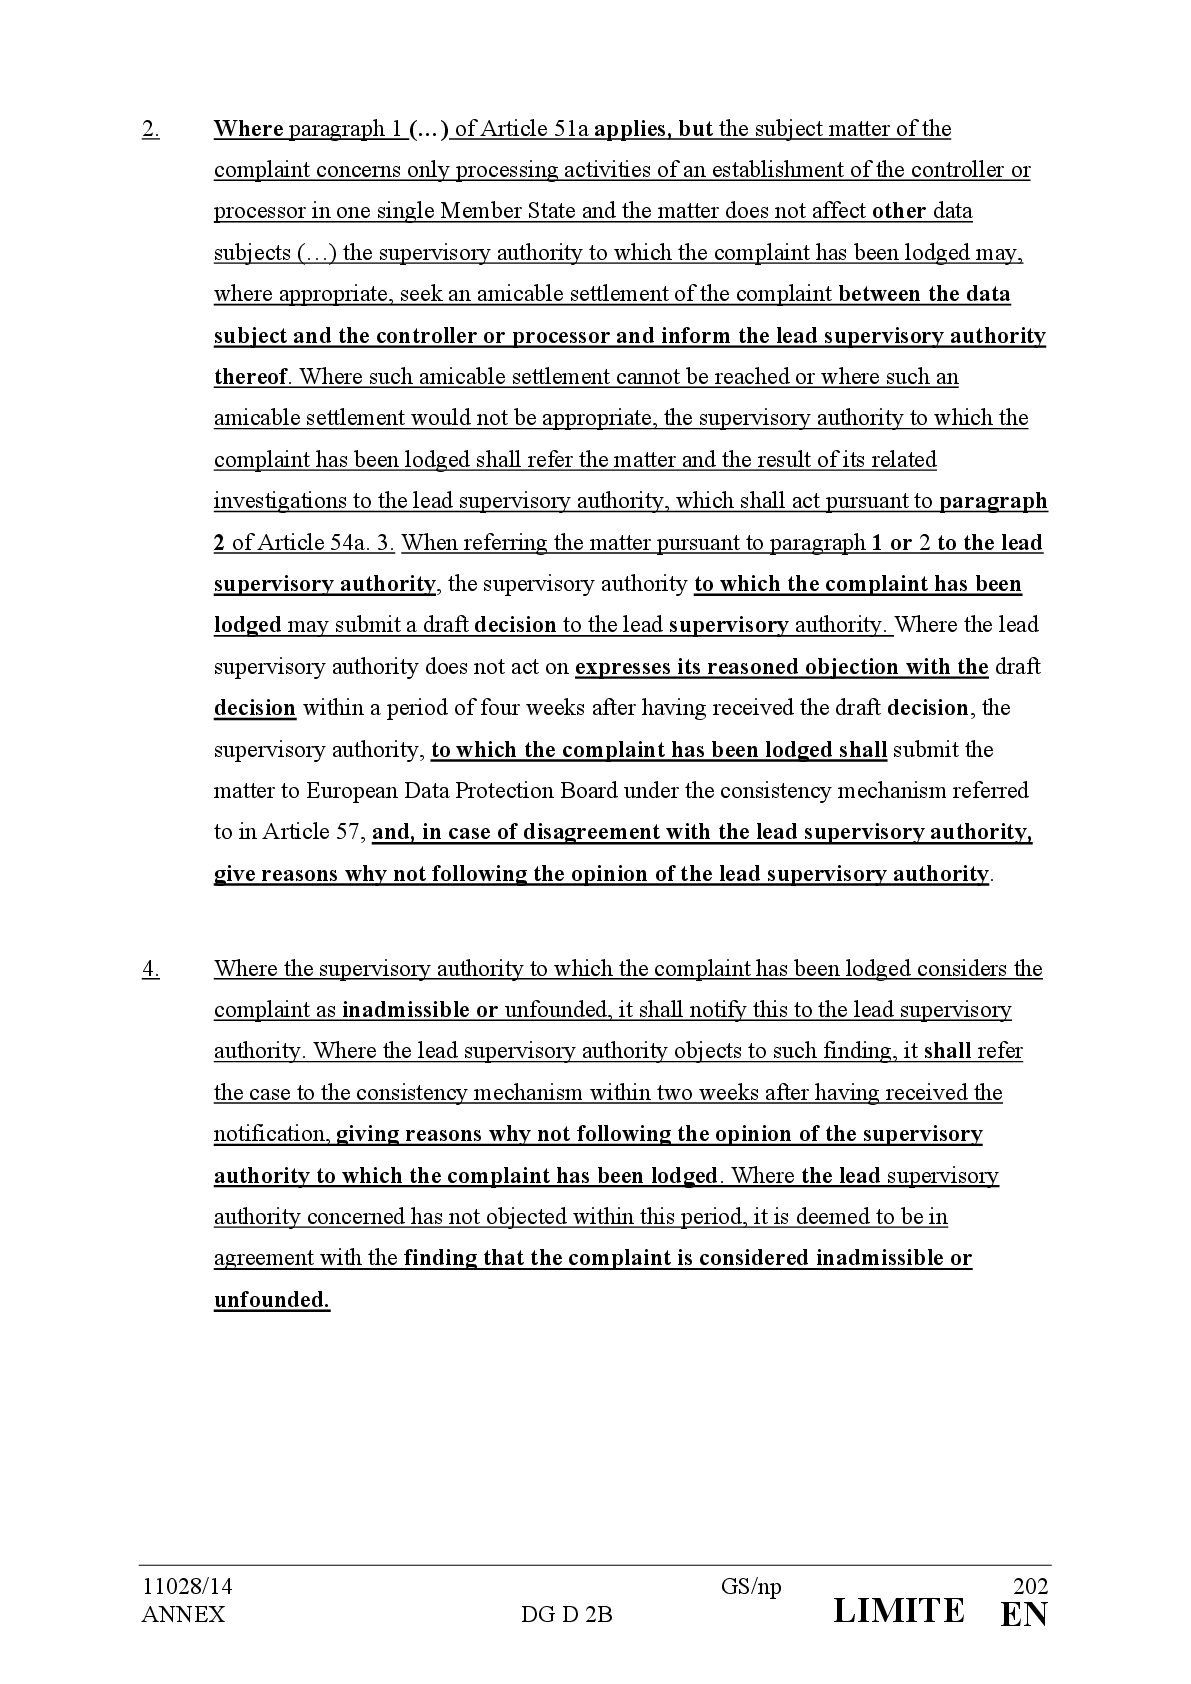 2. Where paragraph 1 (…) of Article 51a applies, but the subject matter of the
complaint concerns only processing activities of an establishment of the controller or
processor in one single Member State and the matter does not affect other data
subjects (…) the supervisory authority to which the complaint has been lodged may,
where appropriate, seek an amicable settlement of the complaint between the data
subject and the controller or processor and inform the lead supervisory authority
thereof. Where such amicable settlement cannot be reached or where such an
amicable settlement would not be appropriate, the supervisory authority to which the
complaint has been lodged shall refer the matter and the result of its related
investigations to the lead supervisory authority, which shall act pursuant to paragraph
2 of Article 54a. 3. When referring the matter pursuant to paragraph 1 or 2 to the lead
supervisory authority, the supervisory authority to which the complaint has been
lodged may submit a draft decision to the lead supervisory authority. Where the lead
supervisory authority does not act on expresses its reasoned objection with the draft
decision within a period of four weeks after having received the draft decision, the
supervisory authority, to which the complaint has been lodged shall submit the
matter to European Data Protection Board under the consistency mechanism referred
to in Article 57, and, in case of disagreement with the lead supervisory authority,
give reasons why not following the opinion of the lead supervisory authority.
4. Where the supervisory authority to which the complaint has been lodged considers the
complaint as inadmissible or unfounded, it shall notify this to the lead supervisory
authority. Where the lead supervisory authority objects to such finding, it shall refer
the case to the consistency mechanism within two weeks after having received the
notification, giving reasons why not following the opinion of the supervisory
authority to which the complaint has been lodged. Where the lead supervisory
authority concerned has not objected within this period, it is deemed to be in
agreement with the finding that the complaint is considered inadmissible or
unfounded.
11028/14 GS/np 202
ANNEX DG D 2B LIMITE EN